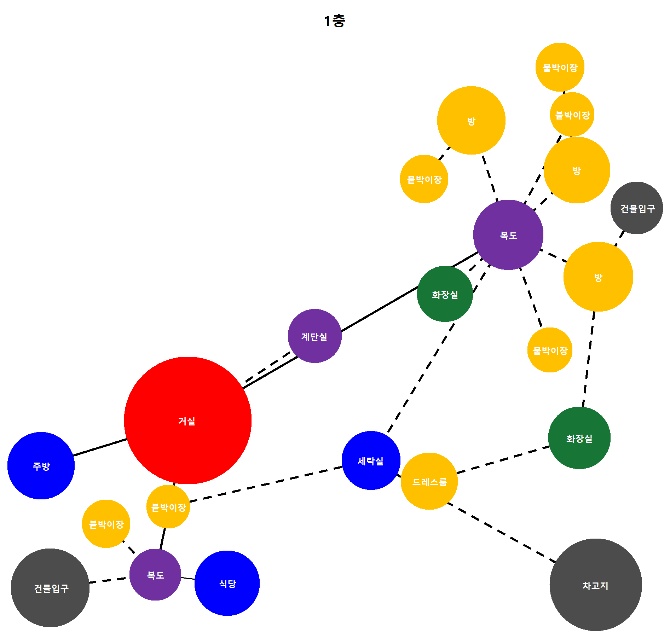 1층
붙박이장
붙박이장
방
방
붙박이장
건물입구
복도
방
화장실
계단실
붙박이장
거실
화장실
주방
세탁실
드레스룸
붙박이장
붙박이장
복도
식당
건물입구
차고지